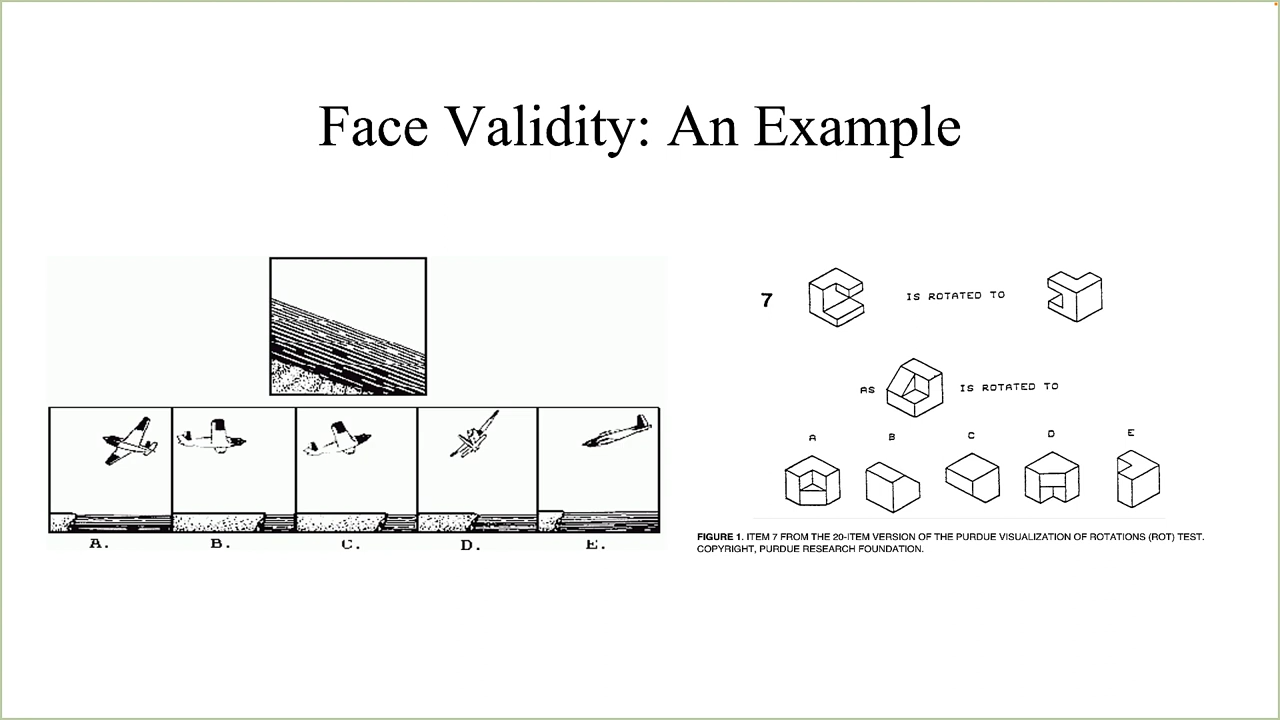 Face Validity: An Example
A.
B.
C.
D.
E.
7
IS ROTATED TO
AS
IS ROTATED TO
A
B
C
D
E
FIGURE 1. ITEM 7 FROM THE 20-ITEM VERSION OF THE PURDUE VISUALIZATION OF ROTATIONS (ROT) TEST.
COPYRIGHT, PURDUE RESEARCH FOUNDATION.